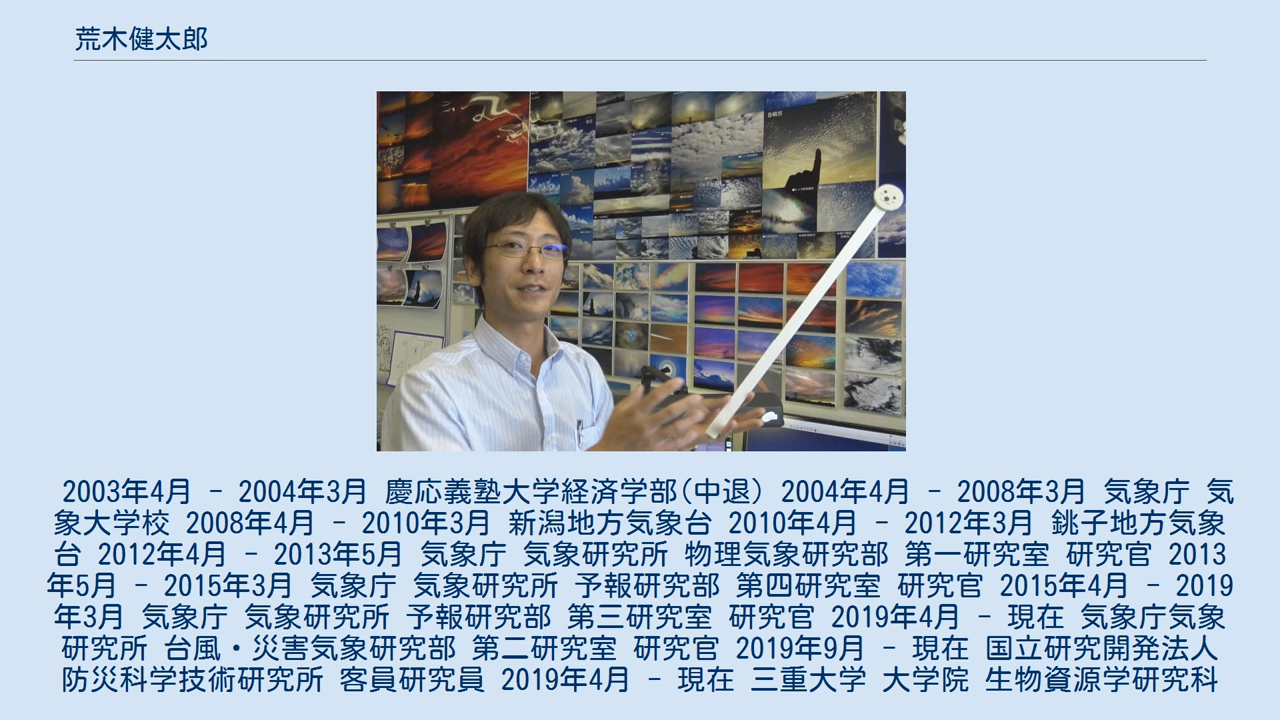 荒木健太郎
2003年4月 - 2004年3月 慶応義塾大学経済学部(中退) 2004年4月 - 2008年3月 気象庁 気
象大学校 2008年4月 - 2010年3月 新潟地方気象台 2010年4月 - 2012年3月 銚子地方気象
台 2012年4月 - 2013年5月 気象庁 気象研究所 物理気象研究部 第一研究室 研究官 2013
年5月 - 2015年3月 気象庁 気象研究所 予報研究部 第四研究室 研究官 2015年4月 - 2019
年3月 気象庁 気象研究所 予報研究部 第三研究室 研究官 2019年4月 - 現在 気象庁気象
研究所 台風・災害気象研究部 第二研究室 研究官 2019年9月 - 現在 国立研究開発法人
防災科学技術研究所 客員研究員 2019年4月 - 現在 三重大学 大学院 生物資源学研究科